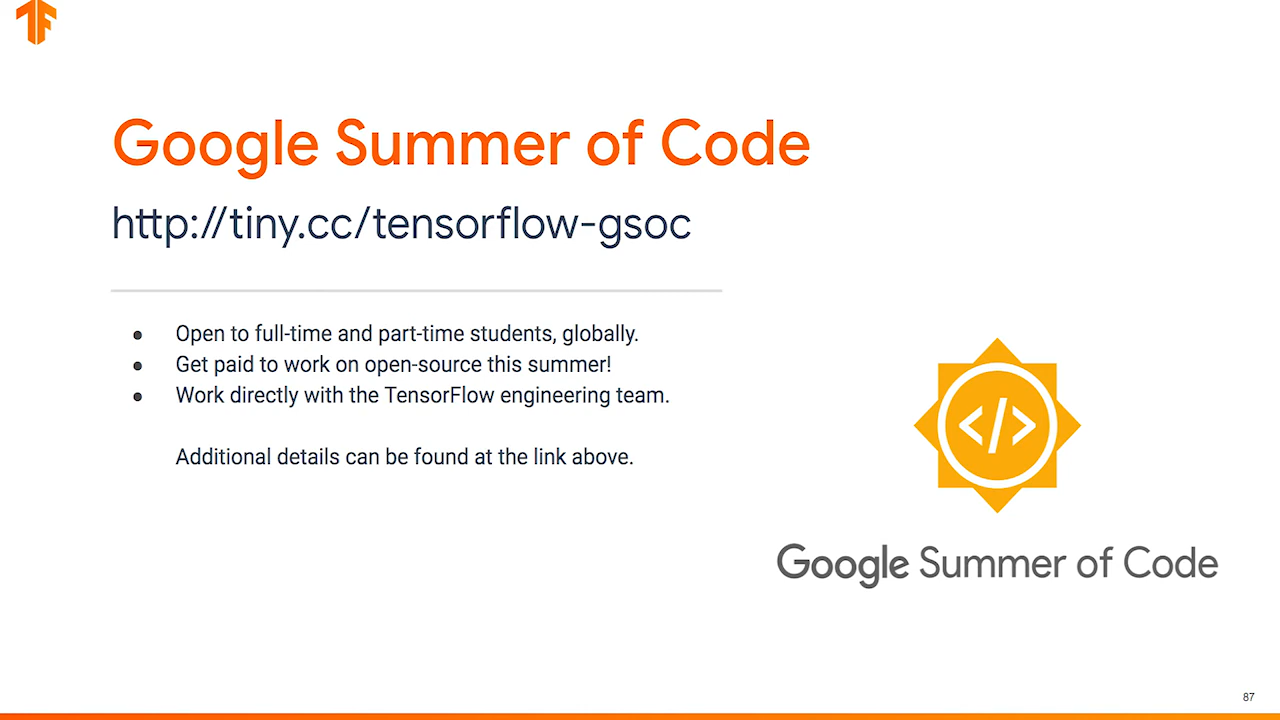 Google Summer of Code
http://tiny.cc/tensorflow-gsoc
● Open to full-time and part-time students, globally.
● Get paid to work on open-source this summer!
● Work directly with the TensorFlow engineering team.
Additional details can be found at the link above.
</>
Google Summer of Code
87